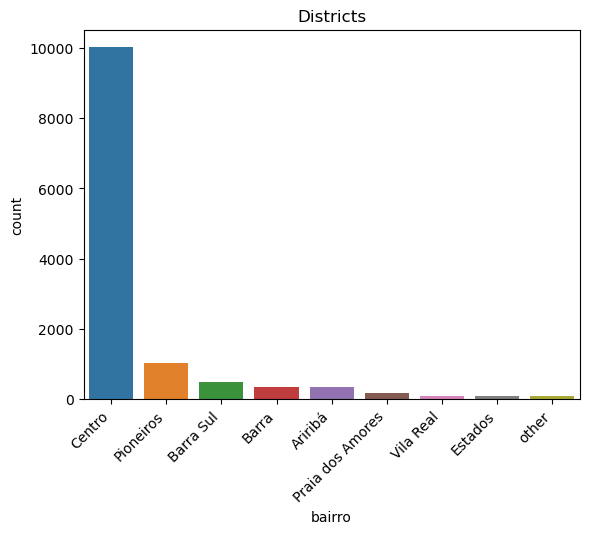 Districts
count
10000
8000
6000
4000
2000
0
Centro
Pioneiros
Barra Sul
Barra
Ariribá
Praia dos Amores
Vila Real
Estados
other
bairro